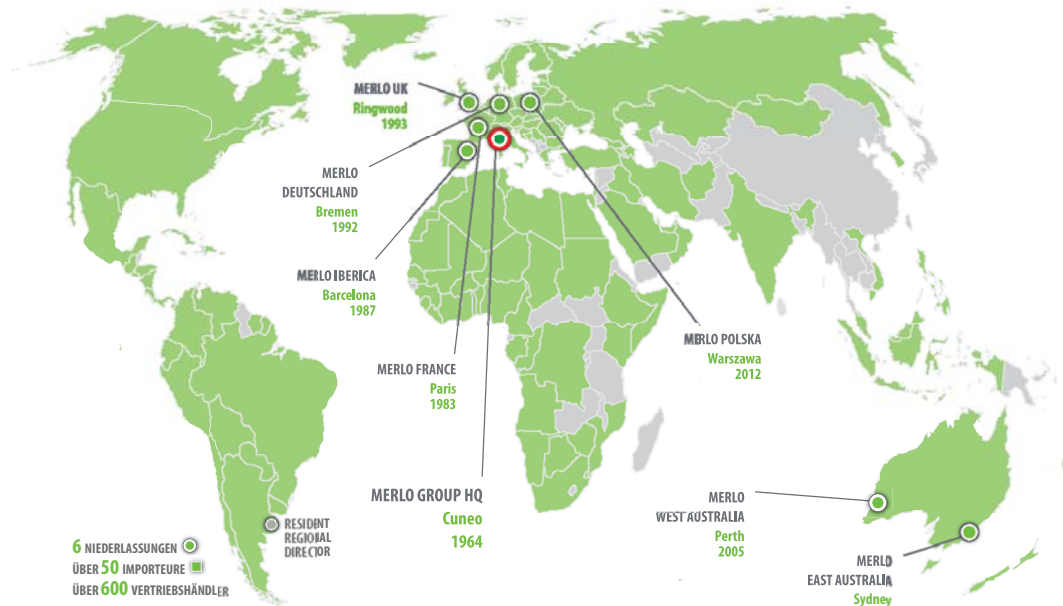 MERLO UK
Ringwood
1993
MERLO
DEUTSCHLAND
Bremen
1992
MERLO IBERICA
Barcelona
1987
MERLO FRANCE
Paris
1983
MERLO GROUP HQ
Cuneo
1964
MERLO POLSKA
Warszawa
2012
MERLO
WEST AUSTRALIA
Perth
2005
MERLO
EAST AUSTRALIA
Sydney
RESIDENT
REGIONAL
DIRECTOR
6 NIEDERLASSUNGEN
ÜBER 50 IMPORTEURE
ÜBER 600 VERTRIEBSHÄNDLER